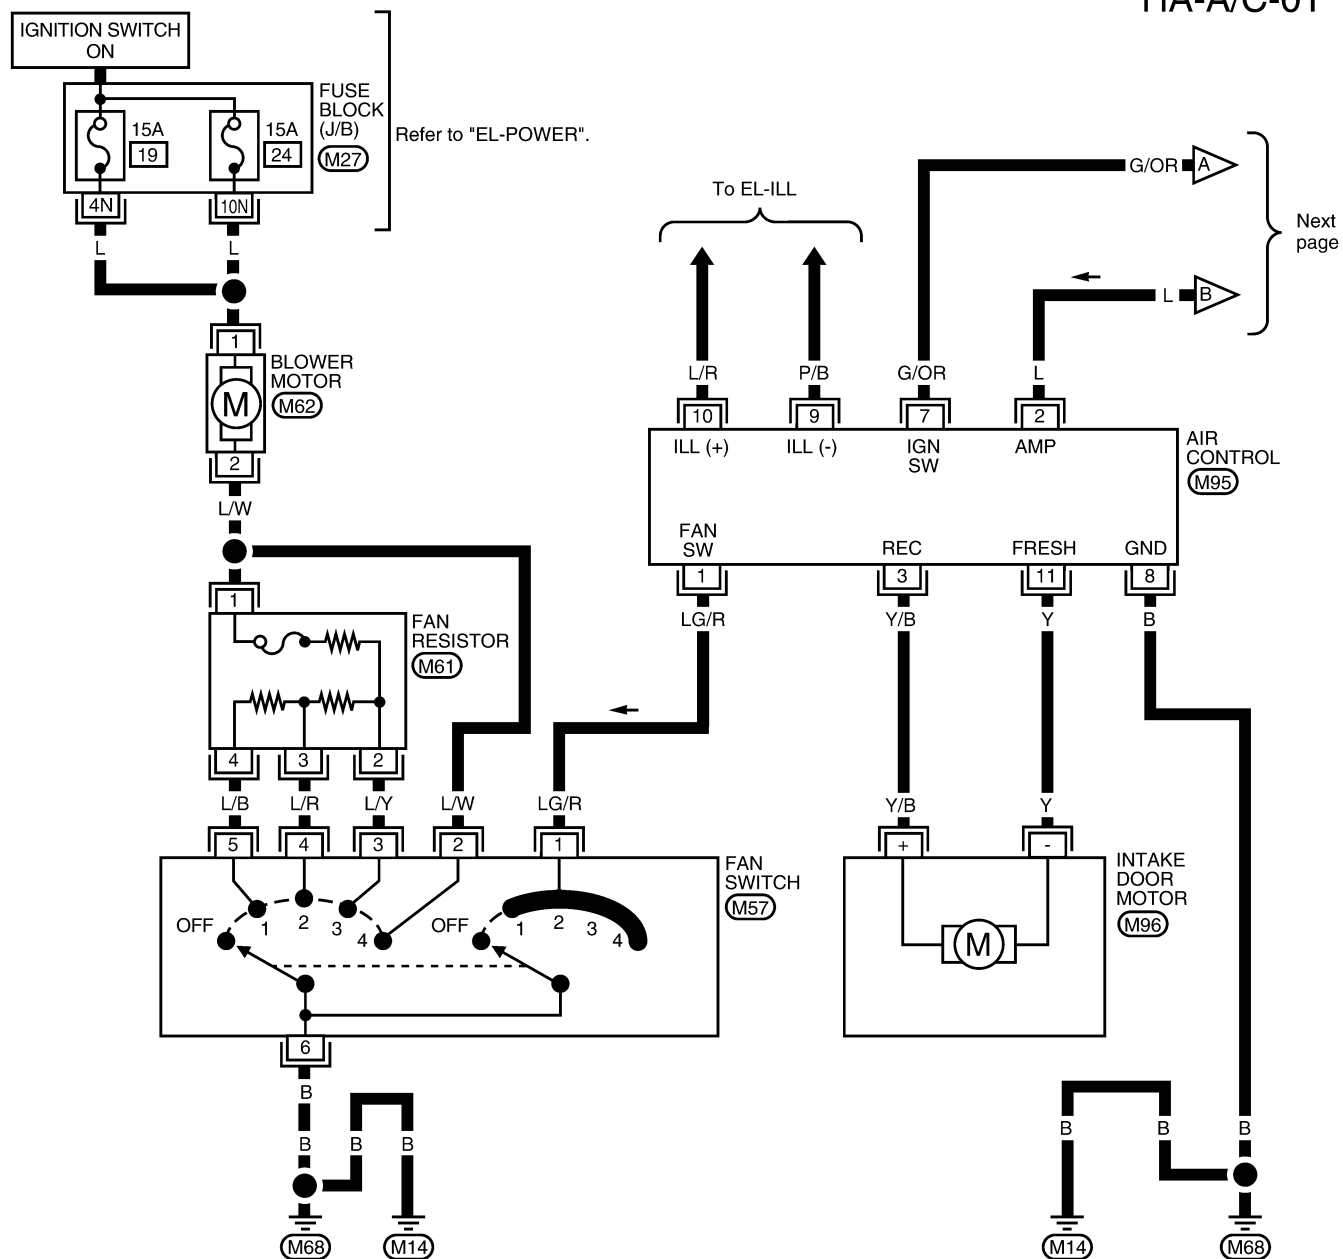 HA-A/C-01
IGNITION SWITCH
ON
FUSE
BLOCK
(J/B)
M27
15A
19
15A
24
Refer to "EL-POWER".
4N
10N
L
L
1
BLOWER
MOTOR
M62
M
2
L/W
1
FAN
RESISTOR
M61
4
3
2
L/B
L/R
L/Y
L/W
LG/R
5
4
3
2
1
FAN
SWITCH
M57
OFF
1
2
3
4
OFF
1
2
3
4
6
B
B
B
B
M68
M14
To EL-ILL
G/OR
A
Next
page
L
B
L/R
P/B
G/OR
L
10
9
7
2
ILL (+)
ILL (-)
IGN
SW
AMP
AIR
CONTROL
M95
FAN
SW
REC
FRESH
GND
1
3
11
8
LG/R
Y/B
Y
B
Y/B
Y
+
-
INTAKE
DOOR
MOTOR
M96
M
B
B
B
M14
M68